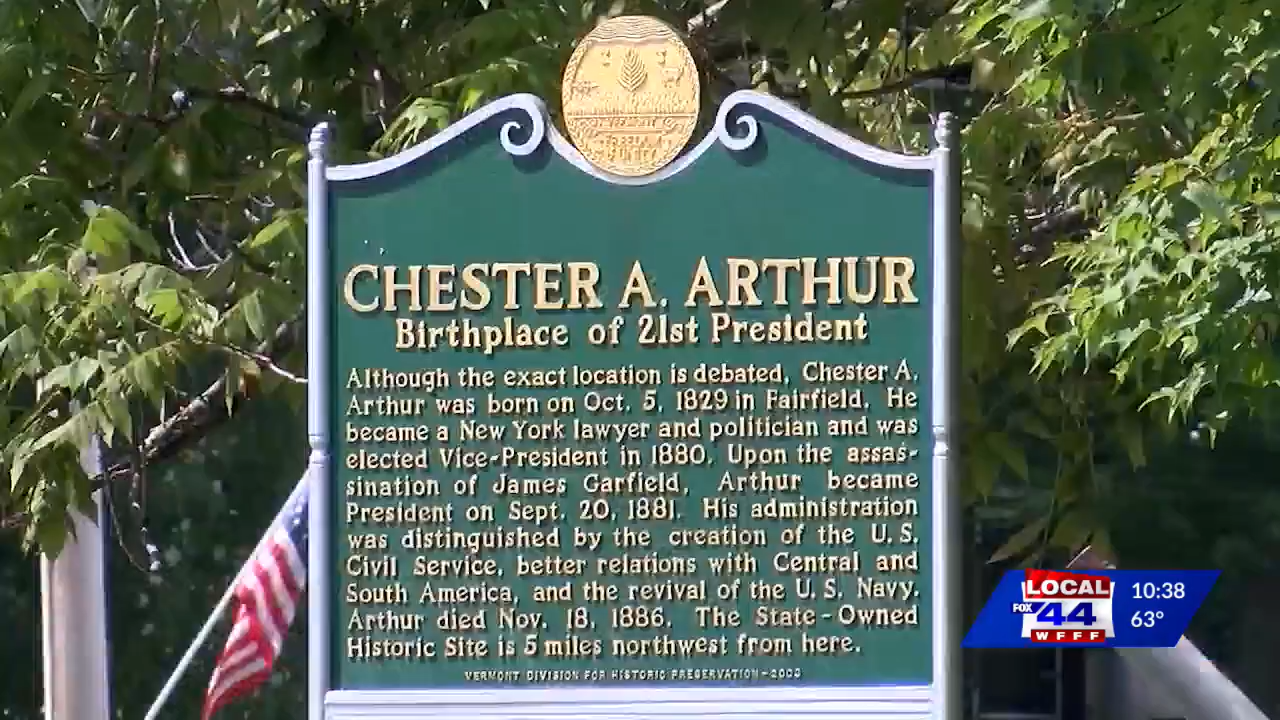 VERMONT
FREEDOM
& UNITY
CHESTER A. ARTHUR
Birthplace of 21st President
Although the exact location is debated, Chester A.
Arthur was born on Oct. 5, 1829 in Fairfield. He
became a New York lawyer and politician and was
elected Vice-President in 1880. Upon the assas-
sination of James Garfield, Arthur became
President on Sept. 20, 1881. His administration
was distinguished by the creation of the U.S.
Civil Service, better relations with Central and
South America, and the revival of the U.S. Navy.
Arthur died Nov. 18, 1886. The State-Owned
Historic Site is 5 miles northwest from here.
VERMONT DIVISION FOR HISTORIC PRESERVATION-2003
LOCAL
FOX 44
WFFF
10:38
63°